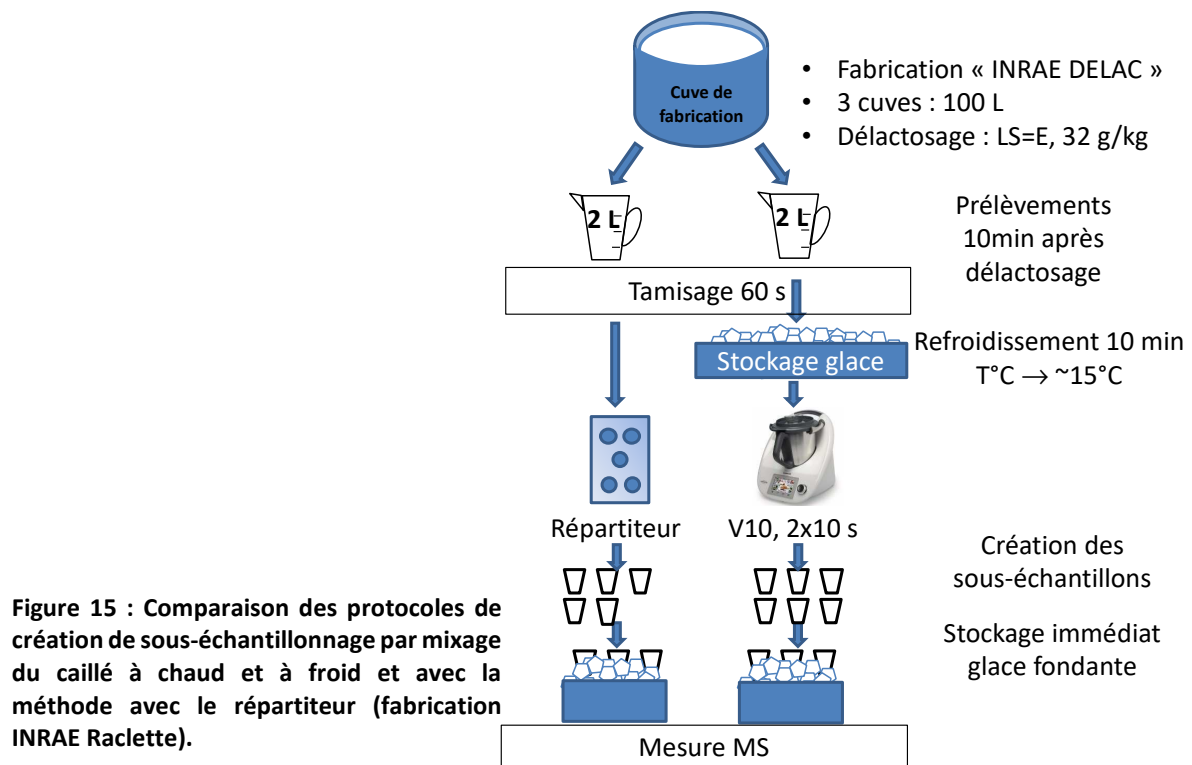 Cuve de
fabrication
• Fabrication « INRAE DELAC »
• 3 cuves : 100 L
• Délactosage : LS=E, 32 g/kg
2 L
2 L
Prélèvements
10min après
délactosage
Tamisage 60 s
Stockage glace
Refroidissement 10 min
T°C → ~15°C
Répartiteur
V10, 2x10 s
Création des
sous-échantillons
Stockage immédiat
glace fondante
Figure 15 : Comparaison des protocoles de
création de sous-échantillonnage par mixage
du caillé à chaud et à froid et avec la
méthode avec le répartiteur (fabrication
INRAE Raclette).
Mesure MS